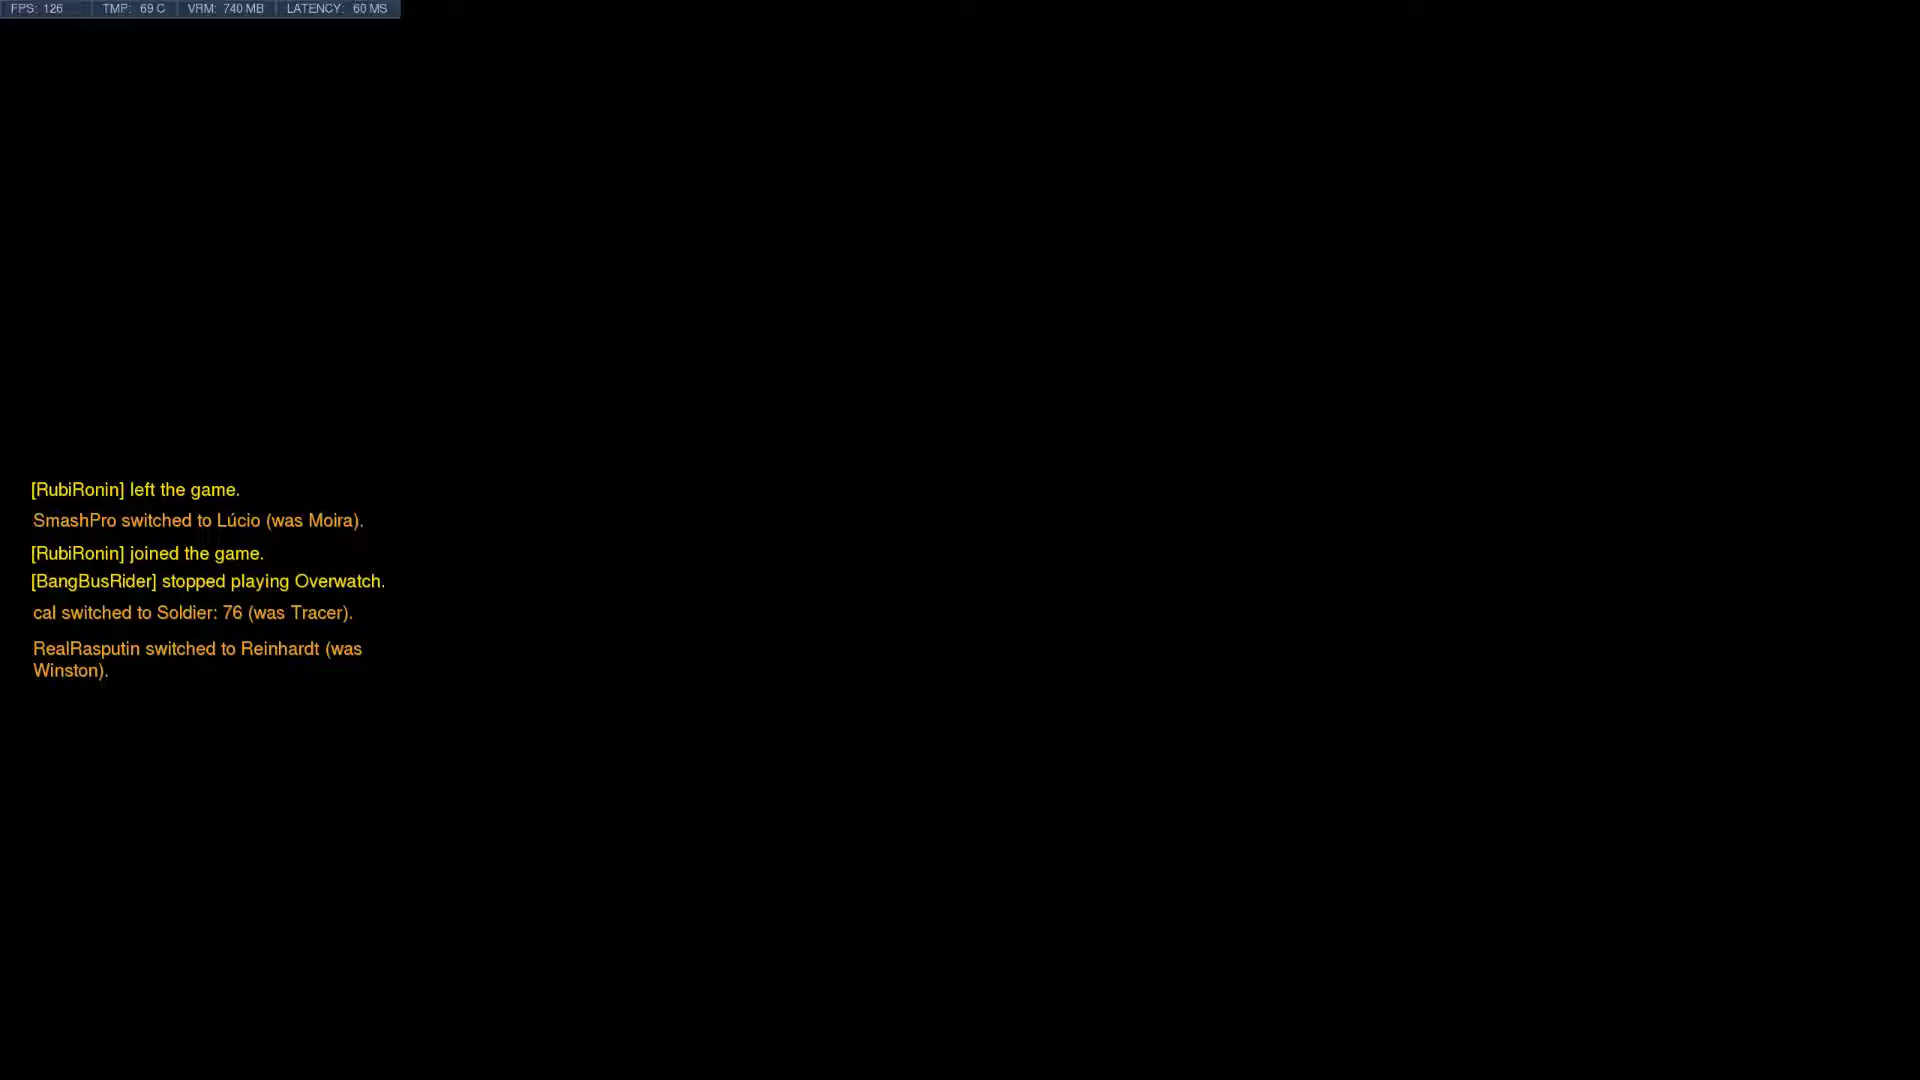 FPS: 126 TMP: 69 C VRM: 740 MB LATENCY: 60 MS
[RubiRonin] left the game.
SmashPro switched to Lúcio (was Moira).
[RubiRonin] joined the game.
[BangBusRider] stopped playing Overwatch.
cal switched to Soldier: 76 (was Tracer).
RealRasputin switched to Reinhardt (was
Winston).